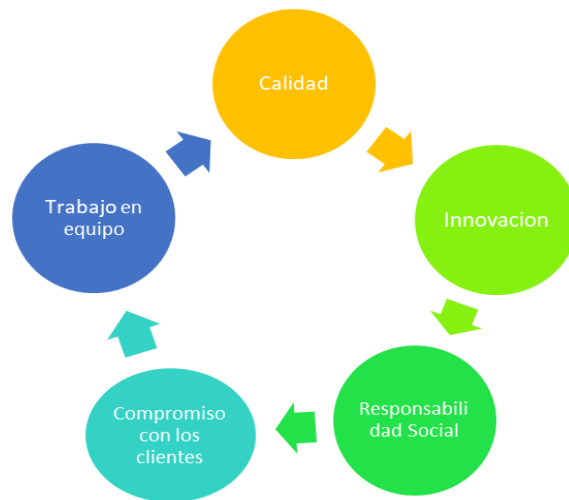 Calidad
Innovacion
Responsabili
dad Social
Compromiso
con los
clientes
Trabajo en
equipo